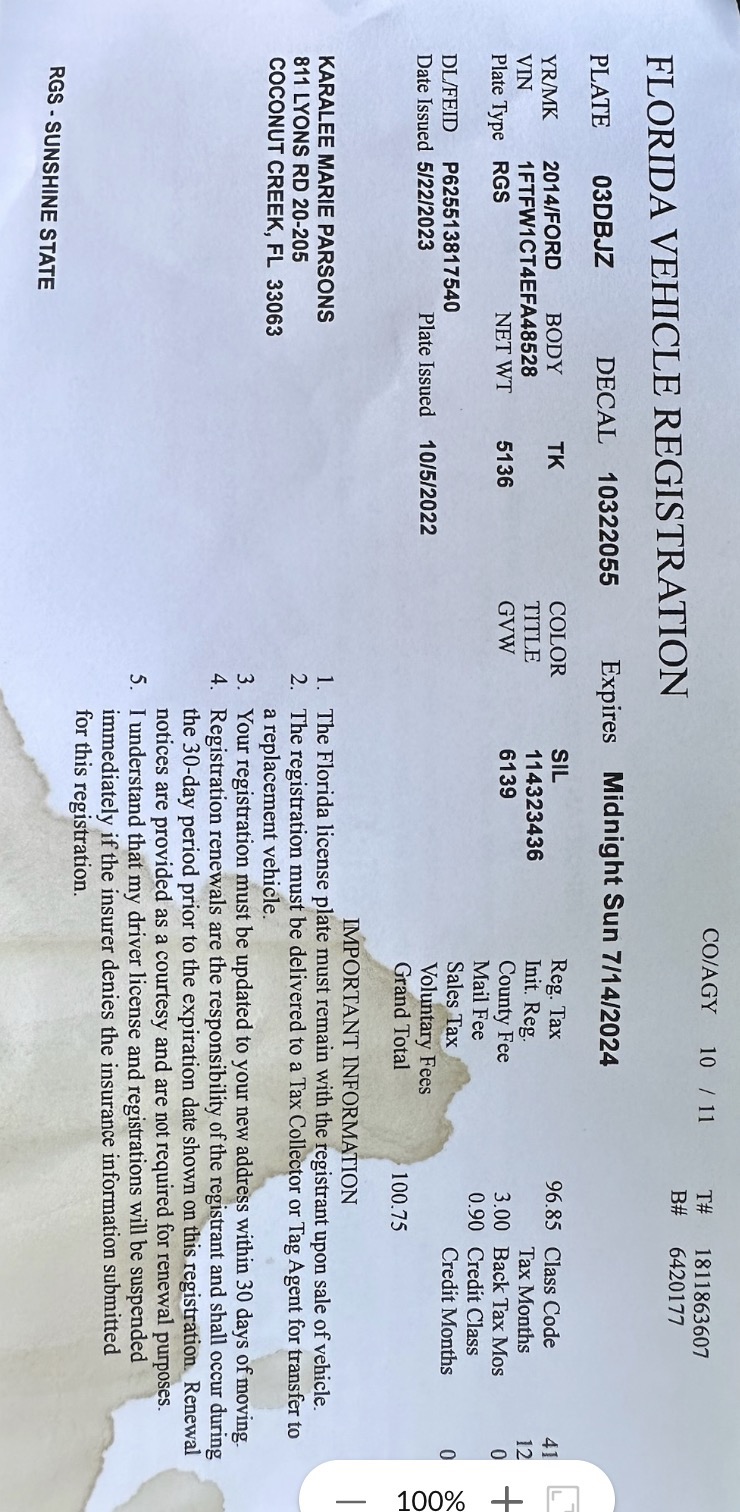 CO/AGY 10 / 11 T# 1811863607
B# 6420177
FLORIDA VEHICLE REGISTRATION
PLATE 03DBJZ DECAL 10322055 Expires Midnight Sun 7/14/2024
YR/MK 2014/FORD BODY TK COLOR SIL Reg. Tax 96.85 Class Code 41
VIN 1FTFW1CT4EFA48528 TITLE 114323436 Init. Reg. Tax Months 12
Plate Type RGS NET WT 5136 GVW 6139 County Fee 3.00 Back Tax Mos 0
Mail Fee 0.90 Credit Class
DL/FEID P625513817540 Sales Tax Credit Months 0
Date Issued 5/22/2023 Plate Issued 10/5/2022 Voluntary Fees
Grand Total 100.75
IMPORTANT INFORMATION
KARALEE MARIE PARSONS
811 LYONS RD 20-205
COCONUT CREEK, FL 33063
1. The Florida license plate must remain with the registrant upon sale of vehicle.
2. The registration must be delivered to a Tax Collector or Tag Agent for transfer to
a replacement vehicle.
3. Your registration must be updated to your new address within 30 days of moving.
4. Registration renewals are the responsibility of the registrant and shall occur during
the 30-day period prior to the expiration date shown on this registration. Renewal
notices are provided as a courtesy and are not required for renewal purposes.
5. I understand that my driver license and registrations will be suspended
immediately if the insurer denies the insurance information submitted
for this registration.
RGS - SUNSHINE STATE
100%